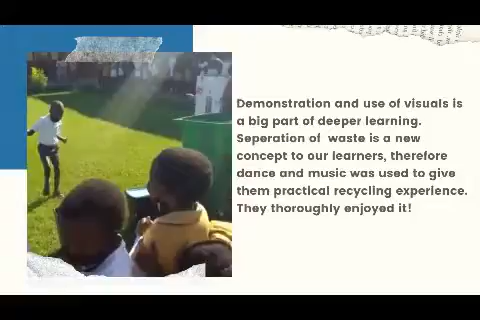 Demonstration and use of visuals is
a big part of deeper learning.
Seperation of waste is a new
concept to our learners, therefore
dance and music was used to give
them practical recycling experience.
They thoroughly enjoyed it!